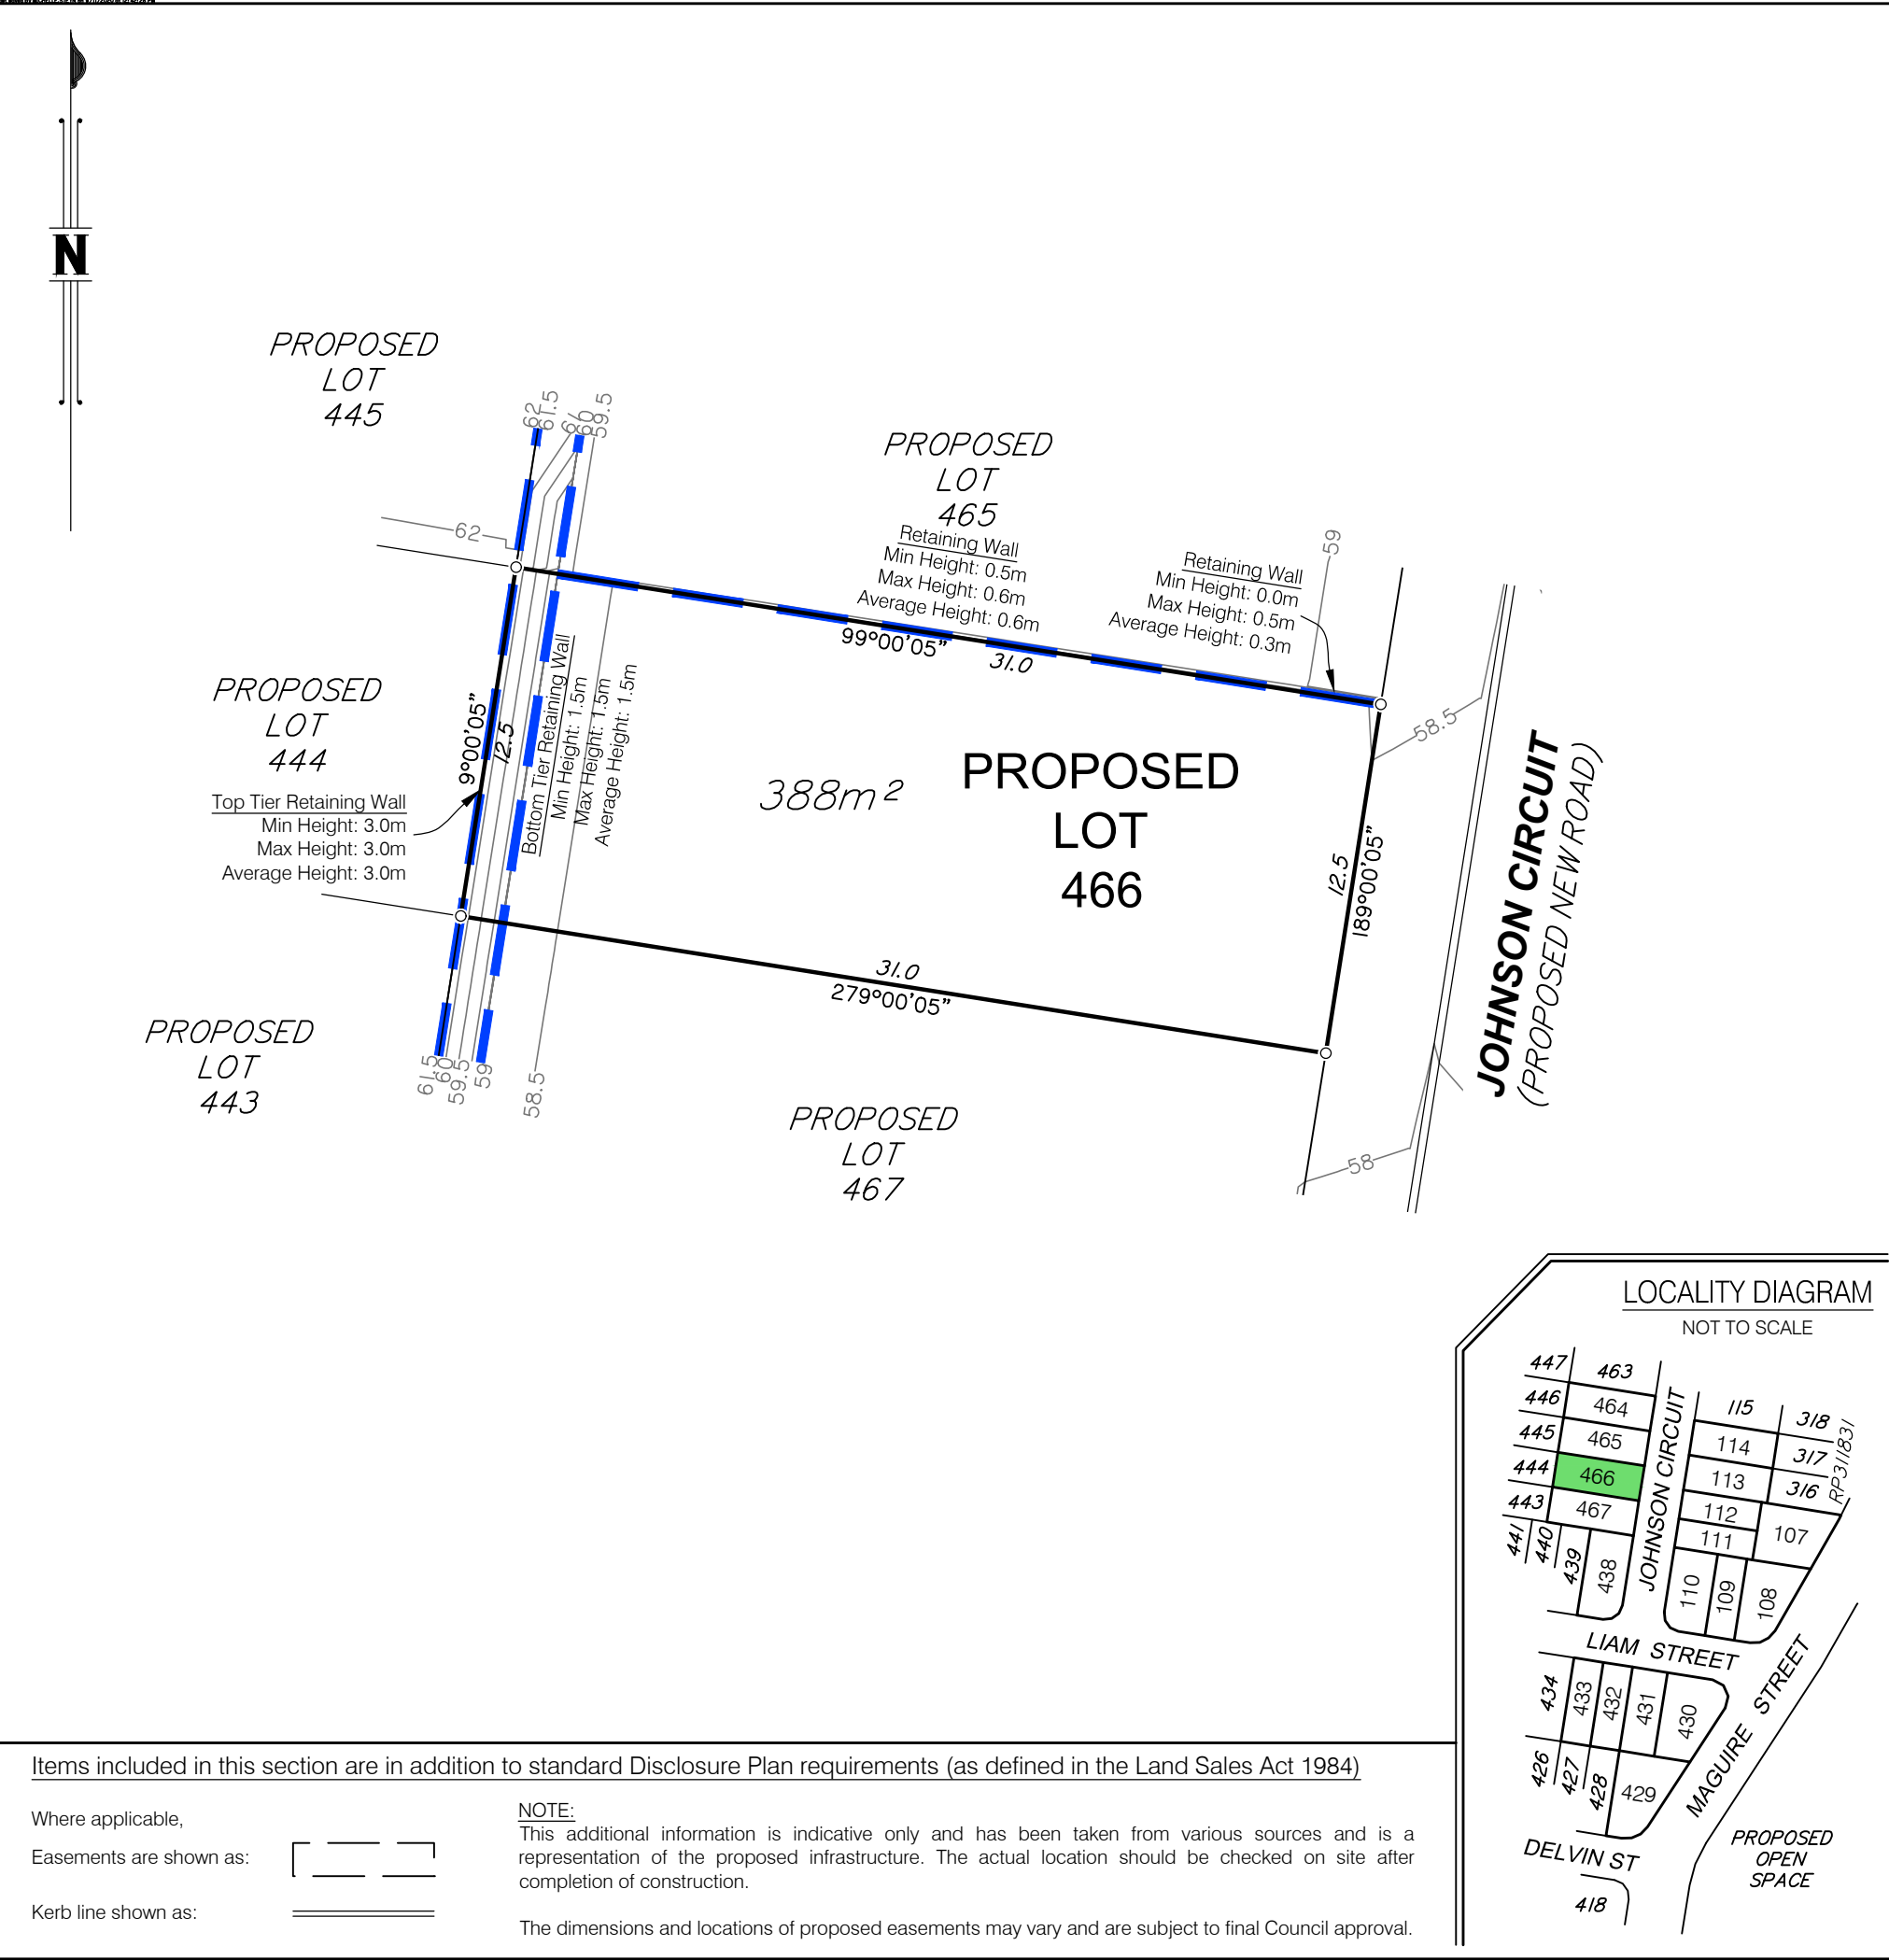 N
PROPOSED
LOT
445
62
61.5
61
60
59.5
62
PROPOSED
LOT
465
Retaining Wall
Min Height: 0.5m
Max Height: 0.6m
Average Height: 0.6m
Retaining Wall
Min Height: 0.0m
Max Height: 0.5m
Average Height: 0.3m
59
99°00'05"
31.0
58.5
PROPOSED
LOT
444
Top Tier Retaining Wall
Min Height: 3.0m
Max Height: 3.0m
Average Height: 3.0m
9°00'05"
12.5
Bottom Tier Retaining Wall
Min Height: 1.5m
Max Height: 1.5m
Average Height: 1.5m
388m²
PROPOSED
LOT
466
12.5
189°00'05"
JOHNSON CIRCUIT
(PROPOSED NEW ROAD)
31.0
279°00'05"
PROPOSED
LOT
443
61.5
60
59.5
59
58.5
PROPOSED
LOT
467
58
LOCALITY DIAGRAM
NOT TO SCALE
447
463
446
464
445
465
444
466
443
467
441
440
439
438
JOHNSON CIRCUIT
115
318
114
317
113
316
RP311831
112
111
107
110
109
108
LIAM STREET
MAGUIRE STREET
434
433
432
431
430
426
427
428
429
DELVIN ST
418
PROPOSED
OPEN
SPACE
Items included in this section are in addition to standard Disclosure Plan requirements (as defined in the Land Sales Act 1984)
Where applicable,
Easements are shown as:
Kerb line shown as:
NOTE:
This additional information is indicative only and has been taken from various sources and is a
representation of the proposed infrastructure. The actual location should be checked on site after
completion of construction.
The dimensions and locations of proposed easements may vary and are subject to final Council approval.